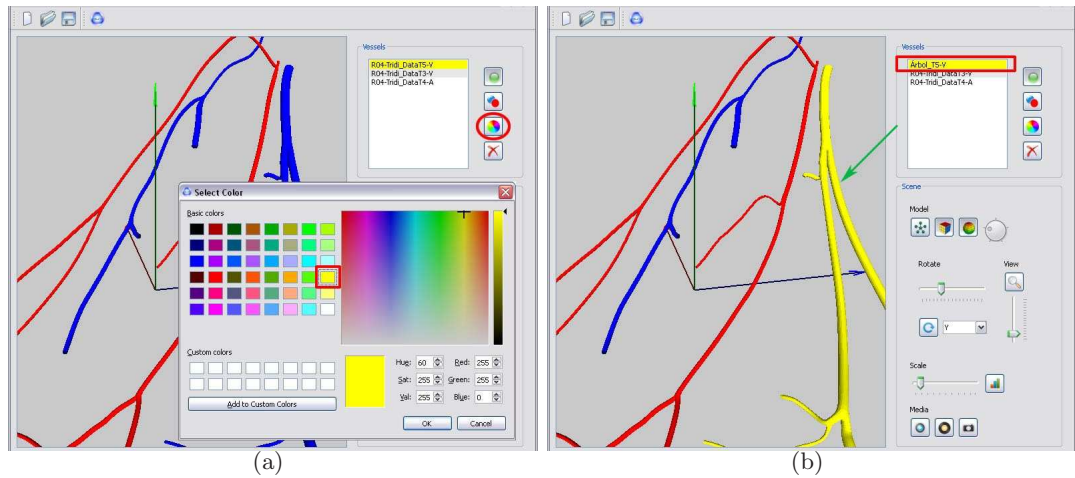 Vessels
R04-Tridi_DataT5-V
R04-Tridi_DataT3-V
R04-Tridi_DataT4-A
Select Color
Basic colors
Custom colors
Add to Custom Colors
Hue: 60
Red: 255
Sat: 255
Green: 255
Val: 255
Blue: 0
OK
Cancel
(a)
Vessels
Árbol_T5-V
R04-Tridi_DataT3-V
R04-Tridi_DataT4-A
Scene
Model
Rotate
View
Y
Scale
Media
(b)